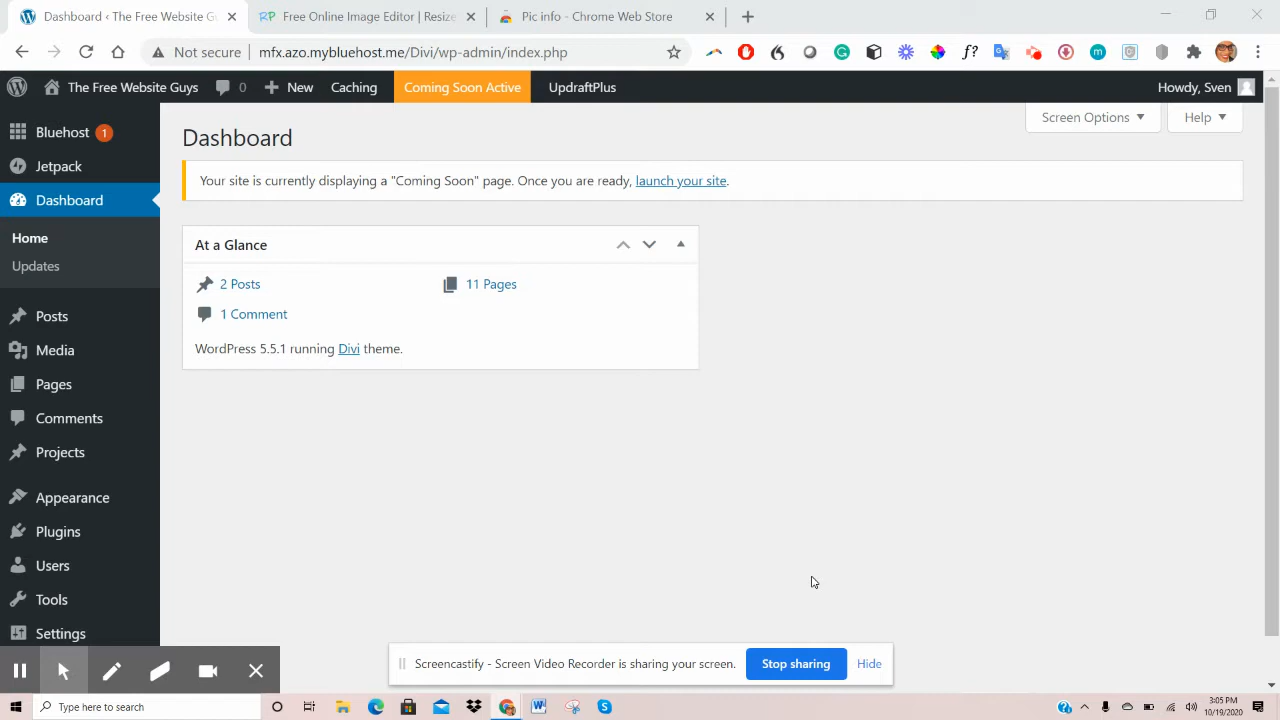 Dashboard ‹ The Free Website Gu
Free Online Image Editor | Resize
Pic info - Chrome Web Store
Not secure
mfx.azo.mybluehost.me/Divi/wp-admin/index.php
The Free Website Guys
0
New
Caching
Coming Soon Active
UpdraftPlus
Howdy, Sven
Bluehost 1
Jetpack
Dashboard
Home
Updates
Posts
Media
Pages
Comments
Projects
Appearance
Plugins
Users
Tools
Settings
Screen Options
Help
Dashboard
Your site is currently displaying a "Coming Soon" page. Once you are ready, launch your site.
At a Glance
2 Posts
11 Pages
1 Comment
WordPress 5.5.1 running Divi theme.
Screencastify - Screen Video Recorder is sharing your screen.
Stop sharing
Hide
Type here to search
3:05 PM
10/19/2020